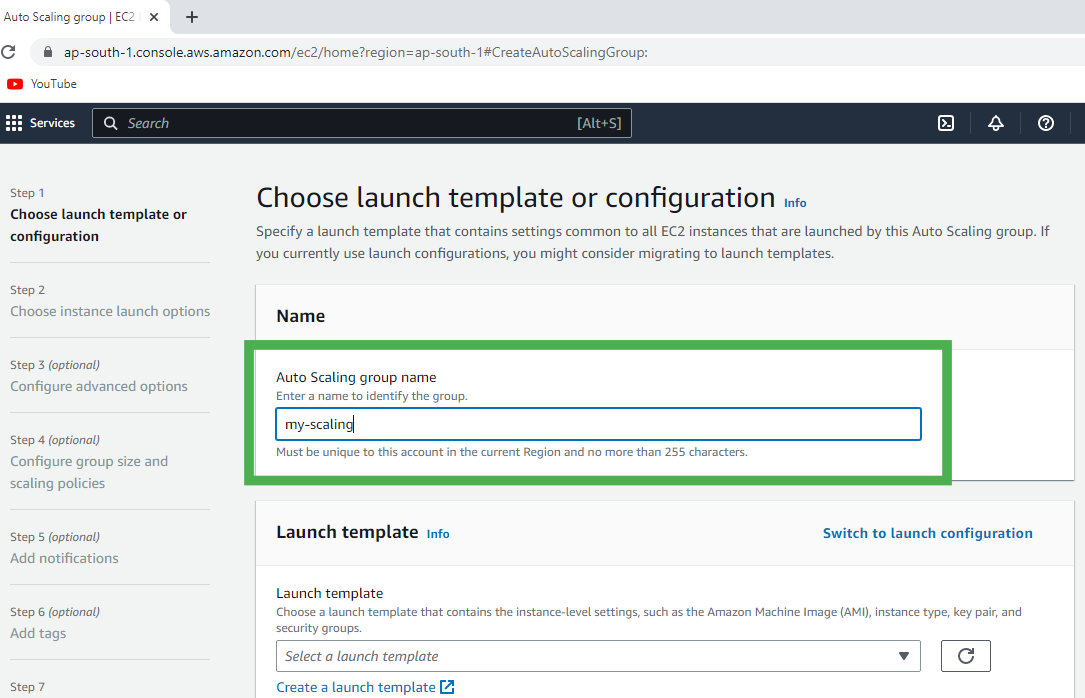 Auto Scaling group | EC2
ap-south-1.console.aws.amazon.com/ec2/home?region=ap-south-1#CreateAutoScalingGroup:
YouTube
Services
Search
[Alt+S]
Step 1
Choose launch template or
configuration
Step 2
Choose instance launch options
Step 3 (optional)
Configure advanced options
Step 4 (optional)
Configure group size and
scaling policies
Step 5 (optional)
Add notifications
Step 6 (optional)
Add tags
Step 7
Choose launch template or configuration Info
Specify a launch template that contains settings common to all EC2 instances that are launched by this Auto Scaling group. If
you currently use launch configurations, you might consider migrating to launch templates.
Name
Auto Scaling group name
Enter a name to identify the group.
my-scaling
Must be unique to this account in the current Region and no more than 255 characters.
Launch template Info
Switch to launch configuration
Launch template
Choose a launch template that contains the instance-level settings, such as the Amazon Machine Image (AMI), instance type, key pair, and
security groups.
Select a launch template
Create a launch template